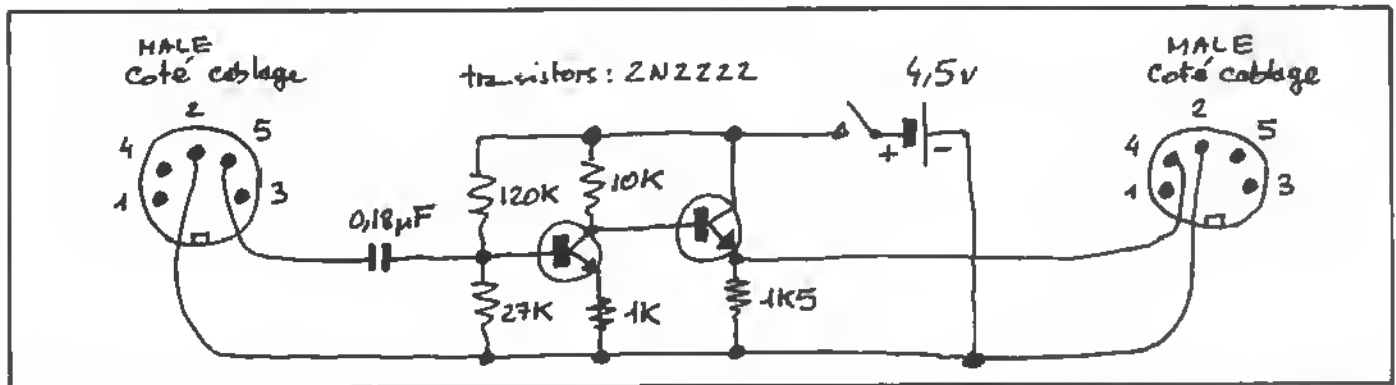 MALE
Coté cablage
2
5
4
1
3
transistors: 2N2222
4,5v
+
-
120K
10K
0,18µF
27K
1K
1K5
MALE
Coté cablage
2
5
4
1
3